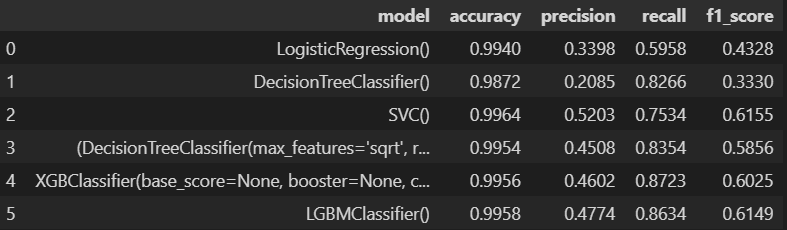 model accuracy precision recall f1_score
0 LogisticRegression() 0.9940 0.3398 0.5958 0.4328
1 DecisionTreeClassifier() 0.9872 0.2085 0.8266 0.3330
2 SVC() 0.9964 0.5203 0.7534 0.6155
3 (DecisionTreeClassifier(max_features='sqrt', r... 0.9954 0.4508 0.8354 0.5856
4 XGBClassifier(base_score=None, booster=None, c... 0.9956 0.4602 0.8723 0.6025
5 LGBMClassifier() 0.9958 0.4774 0.8634 0.6149